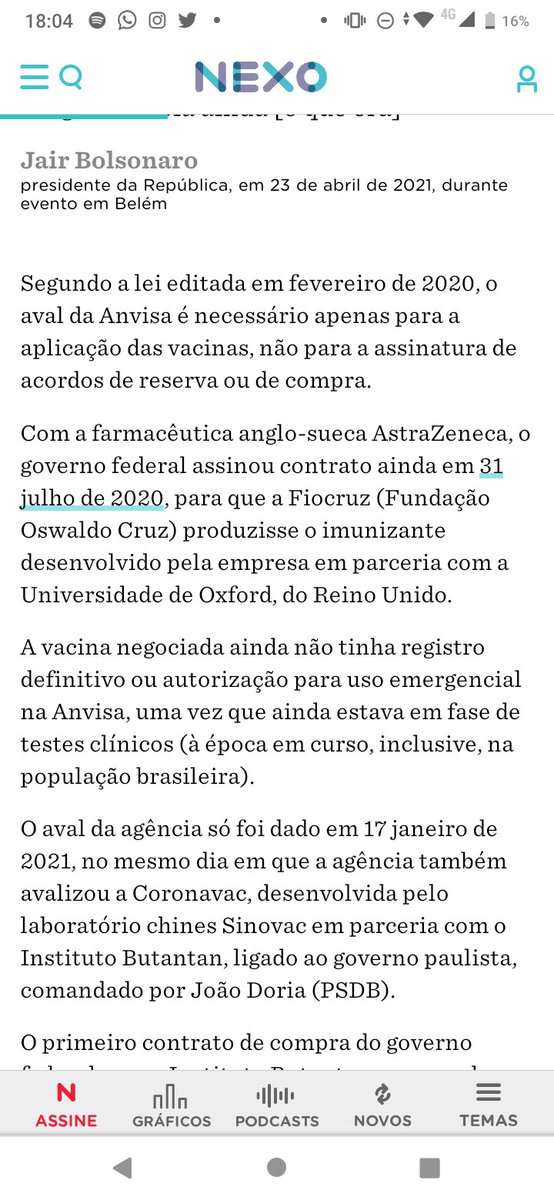 18:04
4G
16%
NEXO
Jair Bolsonaro
presidente da República, em 23 de abril de 2021, durante
evento em Belém
Segundo a lei editada em fevereiro de 2020, o
aval da Anvisa é necessário apenas para a
aplicação das vacinas, não para a assinatura de
acordos de reserva ou de compra.
Com a farmacêutica anglo-sueca AstraZeneca, o
governo federal assinou contrato ainda em 31
julho de 2020, para que a Fiocruz (Fundação
Oswaldo Cruz) produzisse o imunizante
desenvolvido pela empresa em parceria com a
Universidade de Oxford, do Reino Unido.
A vacina negociada ainda não tinha registro
definitivo ou autorização para uso emergencial
na Anvisa, uma vez que ainda estava em fase de
testes clínicos (à época em curso, inclusive, na
população brasileira).
O aval da agência só foi dado em 17 janeiro de
2021, no mesmo dia em que a agência também
avalizou a Coronavac, desenvolvida pelo
laboratório chines Sinovac em parceria com o
Instituto Butantan, ligado ao governo paulista,
comandado por João Doria (PSDB).
O primeiro contrato de compra do governo
N
ASSINE GRÁFICOS PODCASTS NOVOS TEMAS